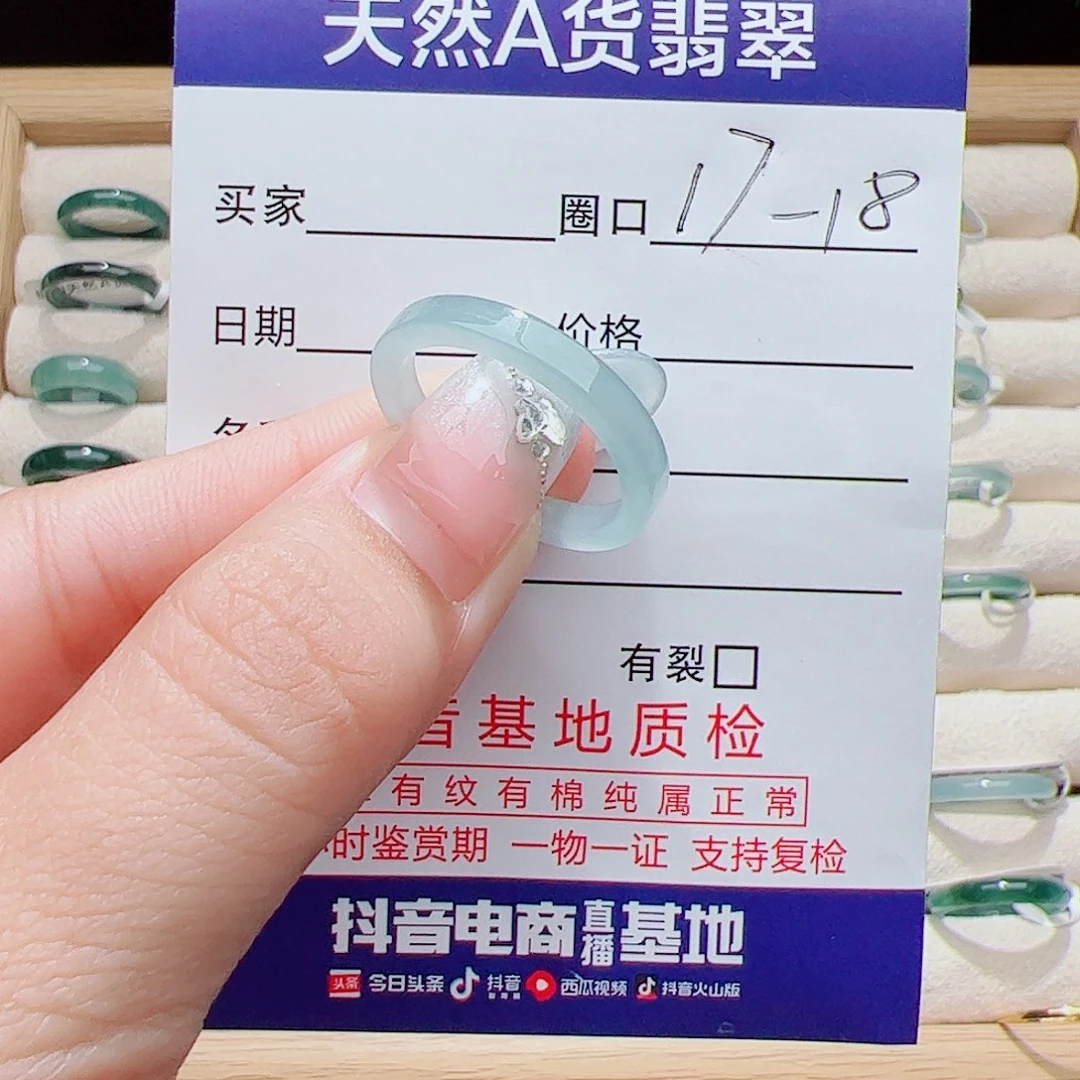 天然A货翡翠
买家 圈口 17-18
日期 价格
有裂
音基地质检
有纹有棉纯属正常
时鉴赏期 一物一证 支持复检
抖音电商直播基地
头条 今日头条 抖音 西瓜视频 抖音火山版